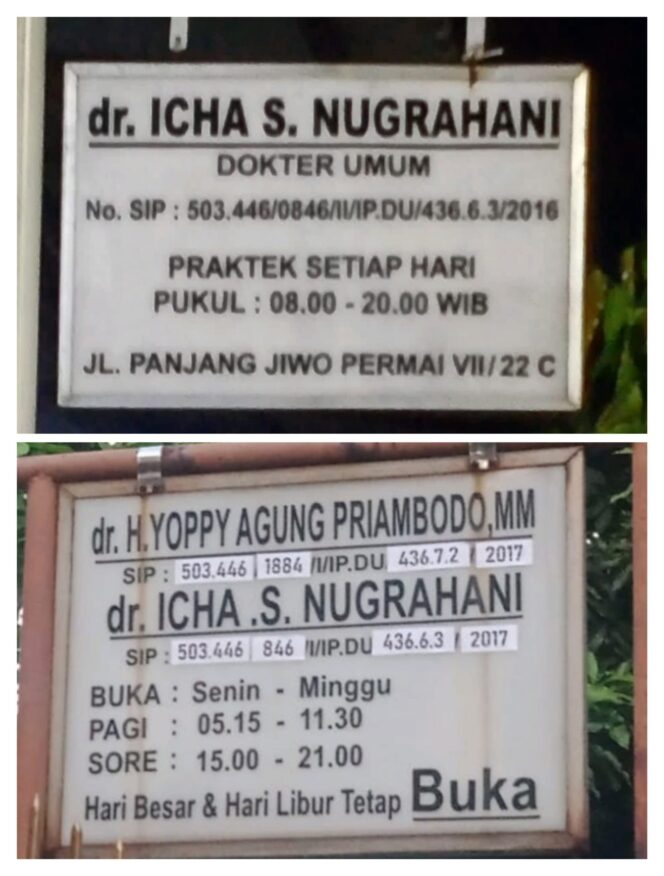 dr. ICHA S. NUGRAHANI
DOKTER UMUM
No. SIP : 503.446/0846/II/IP.DU/436.6.3/2016
PRAKTEK SETIAP HARI
PUKUL : 08.00 - 20.00 WIB
JL. PANJANG JIWO PERMAI VII/22 C
dr. H.YOPPY AGUNG PRIAMBODO,MM
SIP : 503.446 1884 /I/IP.DU 436.7.2 / 2017
dr. ICHA .S. NUGRAHANI
SIP : 503.446 846 /I/IP.DU 436.6.3 / 2017
BUKA : Senin - Minggu
PAGI : 05.15 - 11.30
SORE : 15.00 - 21.00
Hari Besar & Hari Libur Tetap Buka